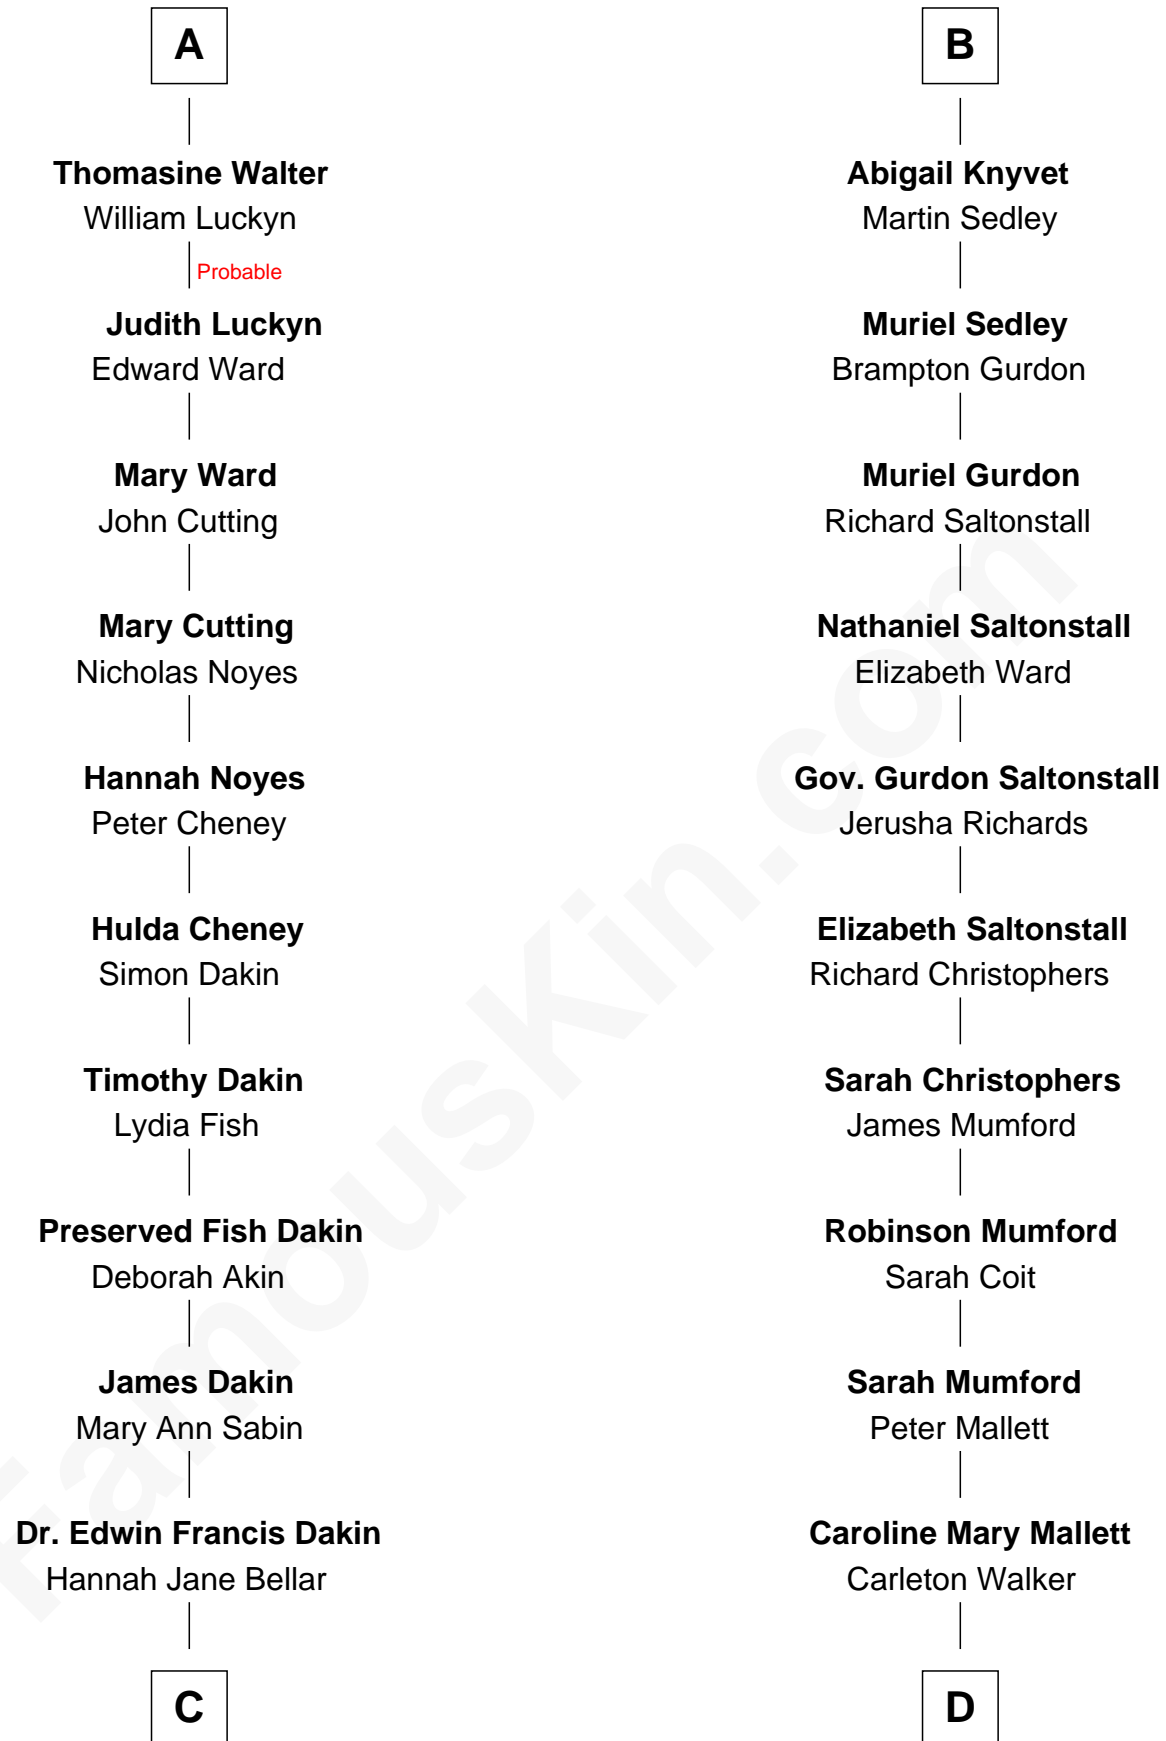 A
Thomasine Walter
William Luckyn
Probable
Judith Luckyn
Edward Ward
Mary Ward
John Cutting
Mary Cutting
Nicholas Noyes
Hannah Noyes
Peter Cheney
Hulda Cheney
Simon Dakin
Timothy Dakin
Lydia Fish
Preserved Fish Dakin
Deborah Akin
James Dakin
Mary Ann Sabin
Dr. Edwin Francis Dakin
Hannah Jane Bellar
C
B
Abigail Knyvet
Martin Sedley
Muriel Sedley
Brampton Gurdon
Muriel Gurdon
Richard Saltonstall
Nathaniel Saltonstall
Elizabeth Ward
Gov. Gurdon Saltonstall
Jerusha Richards
Elizabeth Saltonstall
Richard Christophers
Sarah Christophers
James Mumford
Robinson Mumford
Sarah Coit
Sarah Mumford
Peter Mallett
Caroline Mary Mallett
Carleton Walker
D
FamousKin.com